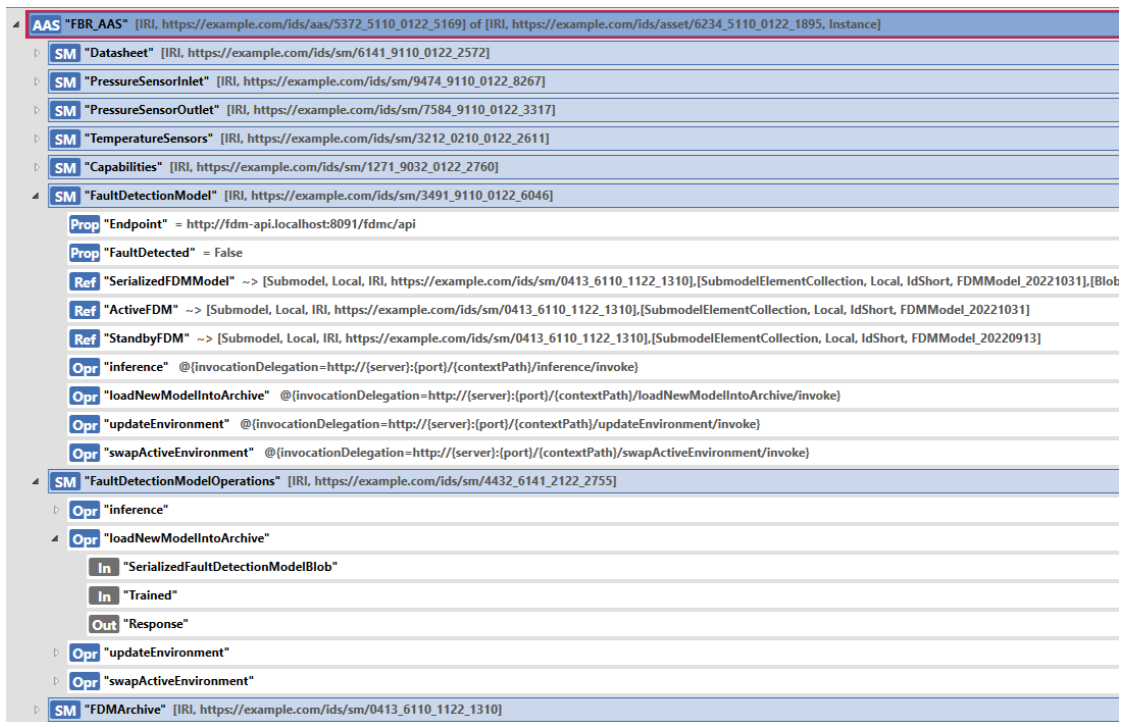 AAS "FBR_AAS" [IRI, https://example.com/ids/aas/5372_5110_0122_5169] of [IRI, https://example.com/ids/asset/6234_5110_0122_1895, Instance]
SM "Datasheet" [IRI, https://example.com/ids/sm/6141_9110_0122_2572]
SM "PressureSensorInlet" [IRI, https://example.com/ids/sm/9474_9110_0122_8267]
SM "PressureSensorOutlet" [IRI, https://example.com/ids/sm/7584_9110_0122_3317]
SM "TemperatureSensors" [IRI, https://example.com/ids/sm/3212_0210_0122_2611]
SM "Capabilities" [IRI, https://example.com/ids/sm/1271_9032_0122_2760]
SM "FaultDetectionModel" [IRI, https://example.com/ids/sm/3491_9110_0122_6046]
Prop "Endpoint" = http://fdm-api.localhost:8091/fdmc/api
Prop "FaultDetected" = False
Ref "SerializedFDMModel" ~> [Submodel, Local, IRI, https://example.com/ids/sm/0413_6110_1122_1310],[SubmodelElementCollection, Local, IdShort, FDMModel_20221031],[Blob
Ref "ActiveFDM" ~> [Submodel, Local, IRI, https://example.com/ids/sm/0413_6110_1122_1310],[SubmodelElementCollection, Local, IdShort, FDMModel_20221031]
Ref "StandbyFDM" ~> [Submodel, Local, IRI, https://example.com/ids/sm/0413_6110_1122_1310],[SubmodelElementCollection, Local, IdShort, FDMModel_20220913]
Opr "inference" @{invocationDelegation=http://{server}:{port}/{contextPath}/inference/invoke}
Opr "loadNewModelIntoArchive" @{invocationDelegation=http://{server}:{port}/{contextPath}/loadNewModelIntoArchive/invoke}
Opr "updateEnvironment" @{invocationDelegation=http://{server}:{port}/{contextPath}/updateEnvironment/invoke}
Opr "swapActiveEnvironment" @{invocationDelegation=http://{server}:{port}/{contextPath}/swapActiveEnvironment/invoke}
SM "FaultDetectionModelOperations" [IRI, https://example.com/ids/sm/4432_6141_2122_2755]
Opr "inference"
Opr "loadNewModelIntoArchive"
In "SerializedFaultDetectionModelBlob"
In "Trained"
Out "Response"
Opr "updateEnvironment"
Opr "swapActiveEnvironment"
SM "FDMArchive" [IRI, https://example.com/ids/sm/0413_6110_1122_1310]